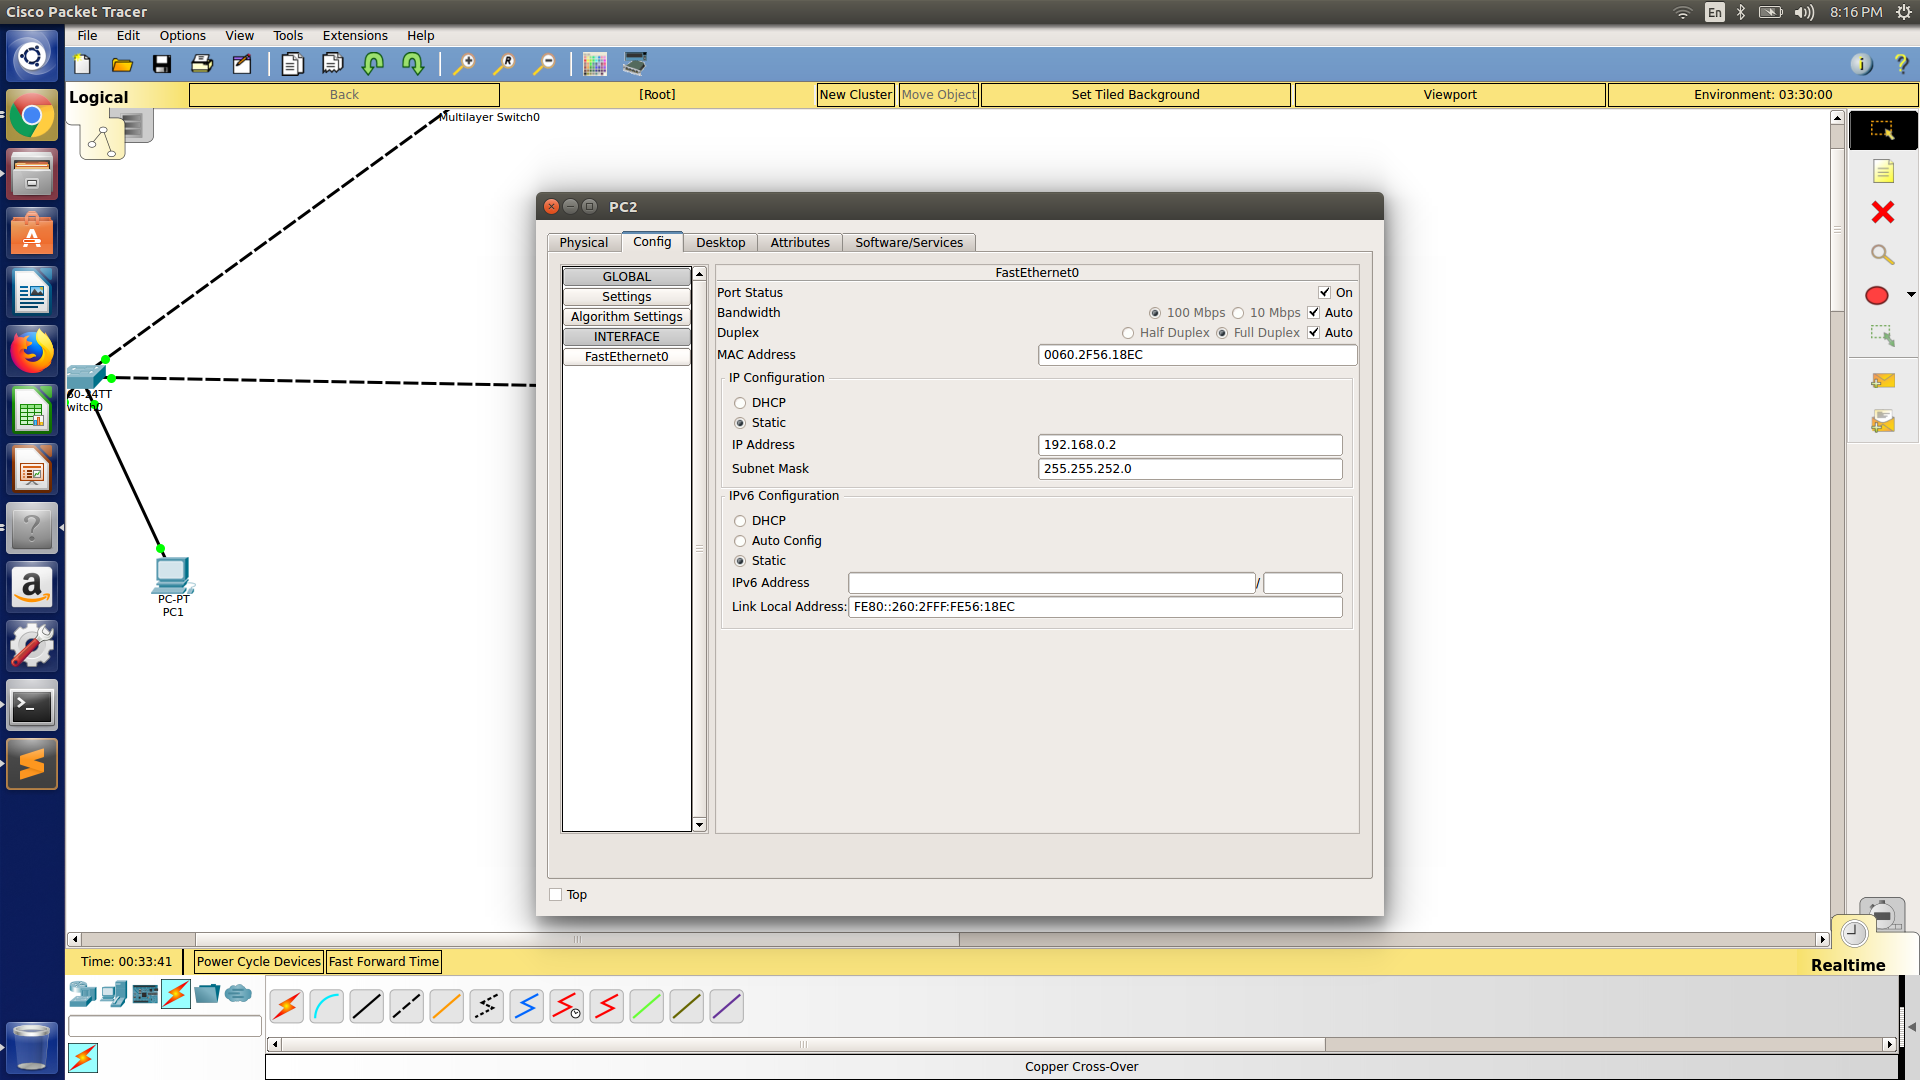 Cisco Packet Tracer
En
8:16 PM
File Edit Options View Tools Extensions Help
Logical
Back
[Root]
New Cluster
Move Object
Set Tiled Background
Viewport
Environment: 03:30:00
Multilayer Switch0
PC2
Physical
Config
Desktop
Attributes
Software/Services
GLOBAL
Settings
Algorithm Settings
INTERFACE
FastEthernet0
FastEthernet0
Port Status
On
Bandwidth
100 Mbps
10 Mbps
Auto
Duplex
Half Duplex
Full Duplex
Auto
MAC Address
0060.2F56.18EC
IP Configuration
DHCP
Static
IP Address
192.168.0.2
Subnet Mask
255.255.252.0
IPv6 Configuration
DHCP
Auto Config
Static
IPv6 Address
/
Link Local Address:
FE80::260:2FFF:FE56:18EC
Top
60-24TT
witch0
PC-PT
PC1
Time: 00:33:41
Power Cycle Devices
Fast Forward Time
Realtime
Copper Cross-Over